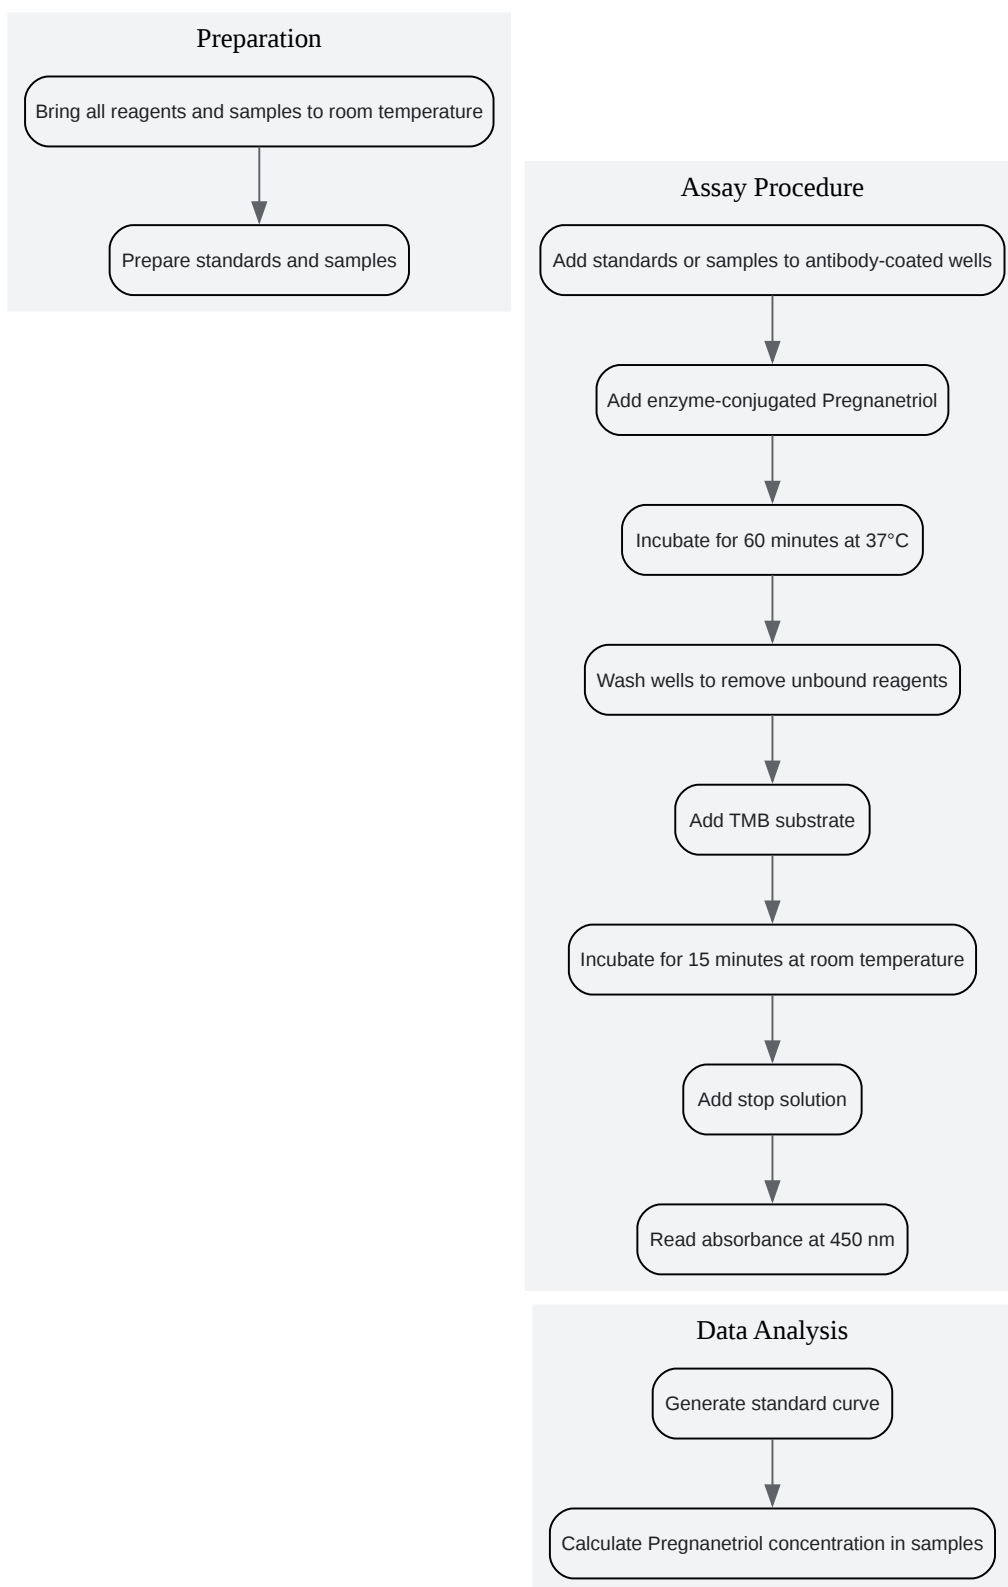 Preparation
Bring all reagents and samples to room temperature
Prepare standards and samples
Assay Procedure
Add standards or samples to antibody-coated wells
Add enzyme-conjugated Pregnanetriol
Incubate for 60 minutes at 37°C
Wash wells to remove unbound reagents
Add TMB substrate
Incubate for 15 minutes at room temperature
Add stop solution
Read absorbance at 450 nm
Data Analysis
Generate standard curve
Calculate Pregnanetriol concentration in samples